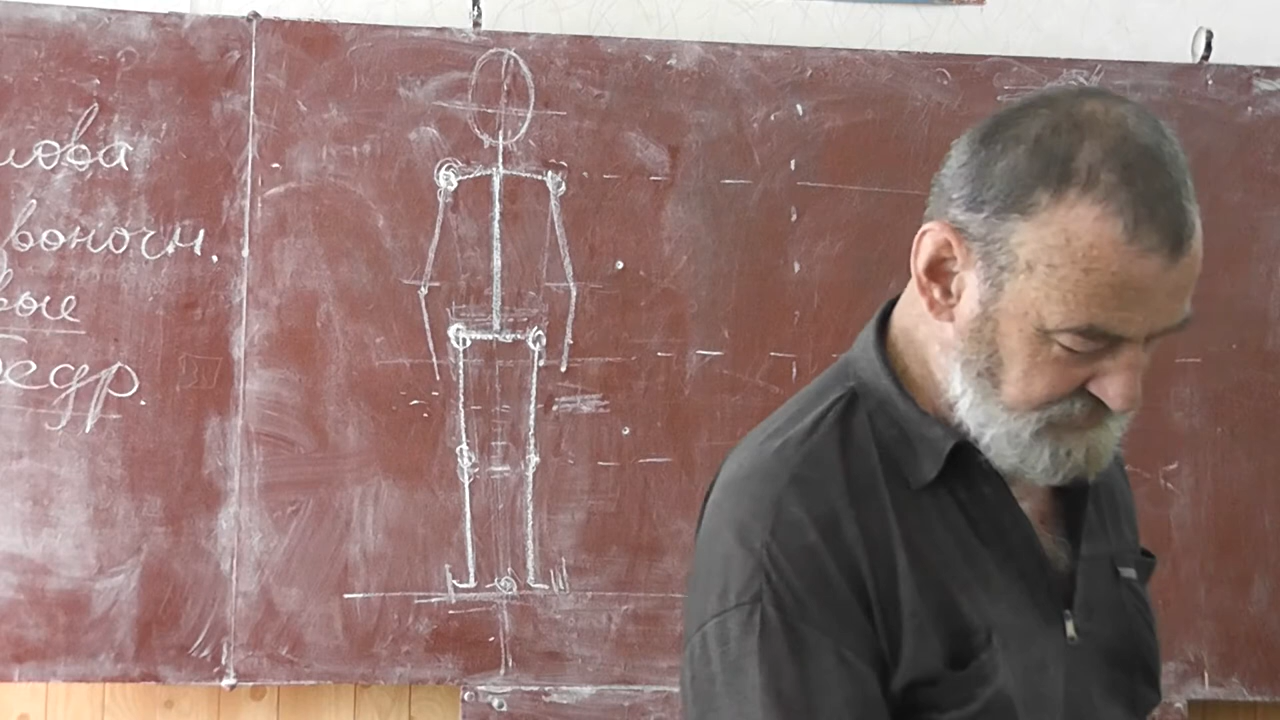 лова
воночн.
вые
бедр.